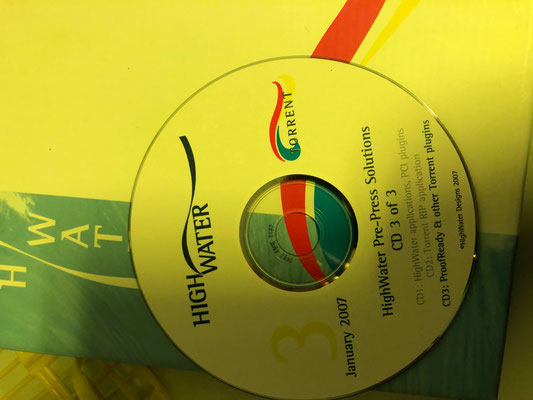 HIGH
WATER
TORRENT
3
January 2007
HighWater Pre-Press Solutions
CD 3 of 3
CD1: HighWater applications, PCI plugins
CD2: Torrent RIP application
CD3: ProofReady & other Torrent plugins
©HighWater Designs 2007
H
W
A
T